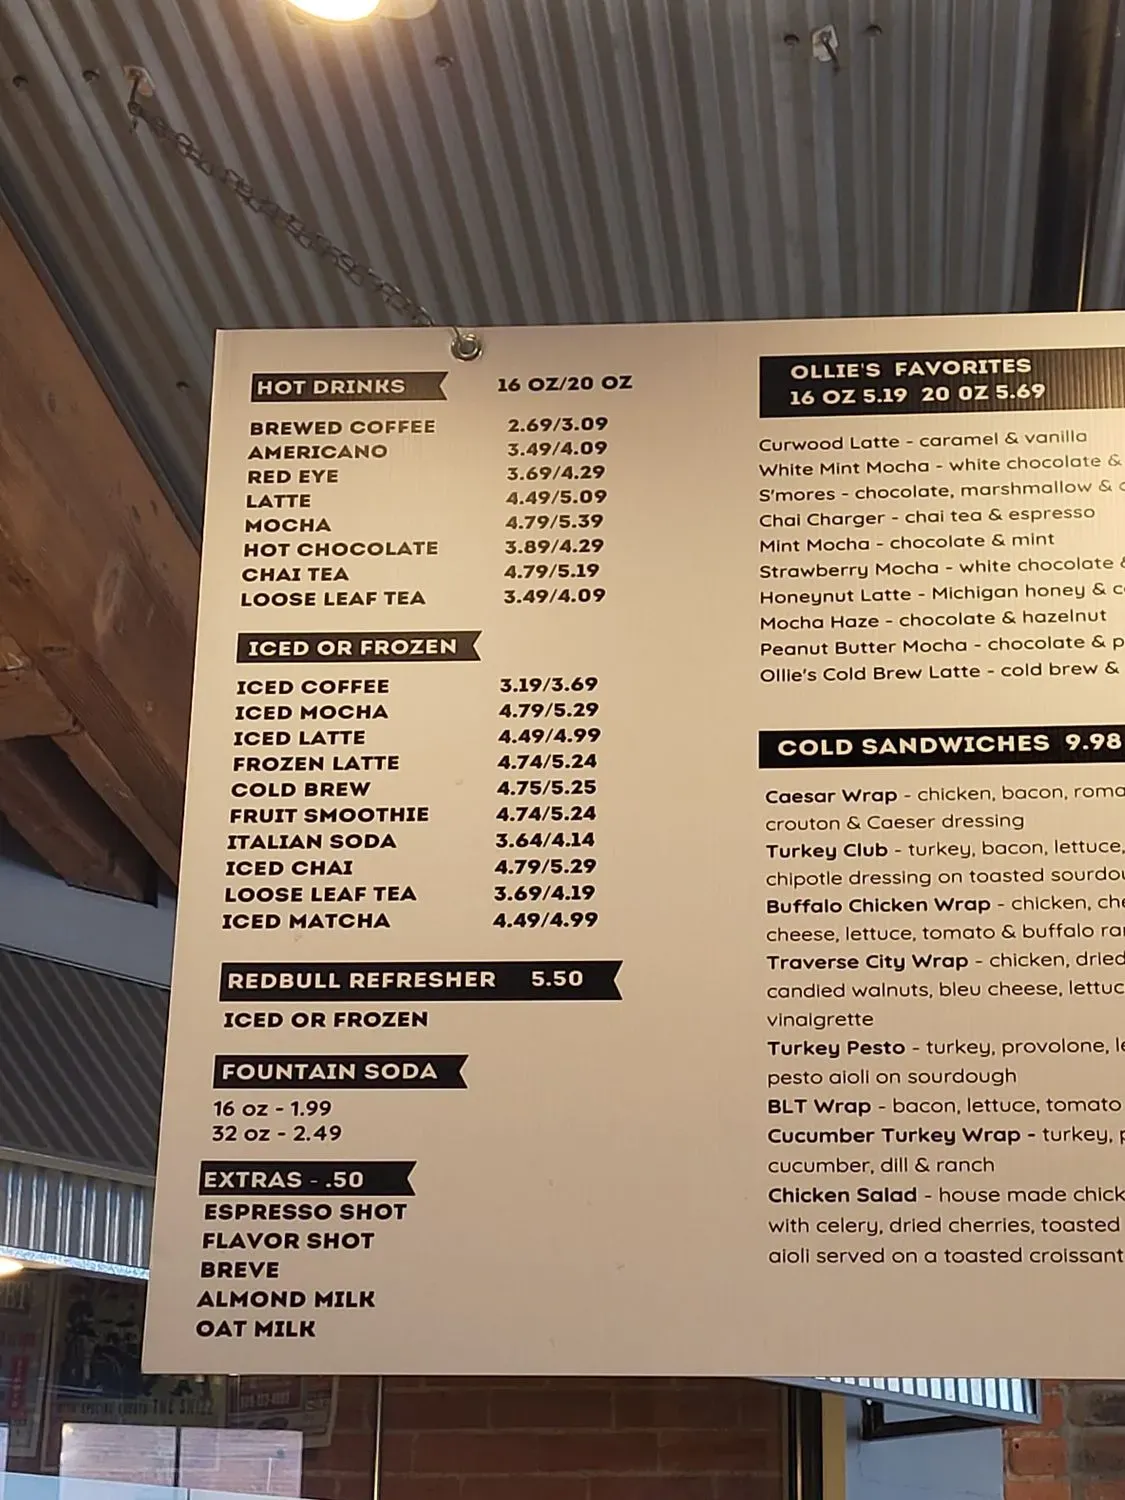 HOT DRINKS 16 OZ/20 OZ
BREWED COFFEE 2.69/3.09
AMERICANO 3.49/4.09
RED EYE 3.69/4.29
LATTE 4.49/5.09
MOCHA 4.79/5.39
HOT CHOCOLATE 3.89/4.29
CHAI TEA 4.79/5.19
LOOSE LEAF TEA 3.49/4.09
ICED OR FROZEN
ICED COFFEE 3.19/3.69
ICED MOCHA 4.79/5.29
ICED LATTE 4.49/4.99
FROZEN LATTE 4.74/5.24
COLD BREW 4.75/5.25
FRUIT SMOOTHIE 4.74/5.24
ITALIAN SODA 3.64/4.14
ICED CHAI 4.79/5.29
LOOSE LEAF TEA 3.69/4.19
ICED MATCHA 4.49/4.99
REDBULL REFRESHER 5.50
ICED OR FROZEN
FOUNTAIN SODA
16 oz - 1.99
32 oz - 2.49
EXTRAS - .50
ESPRESSO SHOT
FLAVOR SHOT
BREVE
ALMOND MILK
OAT MILK
OLLIE'S FAVORITES
16 OZ 5.19 20 0Z 5.69
Curwood Latte - caramel & vanilla
White Mint Mocha - white chocolate &
S'mores - chocolate, marshmallow &
Chai Charger - chai tea & espresso
Mint Mocha - chocolate & mint
Strawberry Mocha - white chocolate &
Honeynut Latte - Michigan honey &
Mocha Haze - chocolate & hazelnut
Peanut Butter Mocha - chocolate &
Ollie's Cold Brew Latte - cold brew &
COLD SANDWICHES 9.98
Caesar Wrap - chicken, bacon, roma
crouton & Caeser dressing
Turkey Club - turkey, bacon, lettuce,
chipotle dressing on toasted sourdou
Buffalo Chicken Wrap - chicken, che
cheese, lettuce, tomato & buffalo ra
Traverse City Wrap - chicken, dried
candied walnuts, bleu cheese, lettuc
vinaigrette
Turkey Pesto - turkey, provolone, le
pesto aioli on sourdough
BLT Wrap - bacon, lettuce, tomato
Cucumber Turkey Wrap - turkey, p
cucumber, dill & ranch
Chicken Salad - house made chick
with celery, dried cherries, toasted
aioli served on a toasted croissant